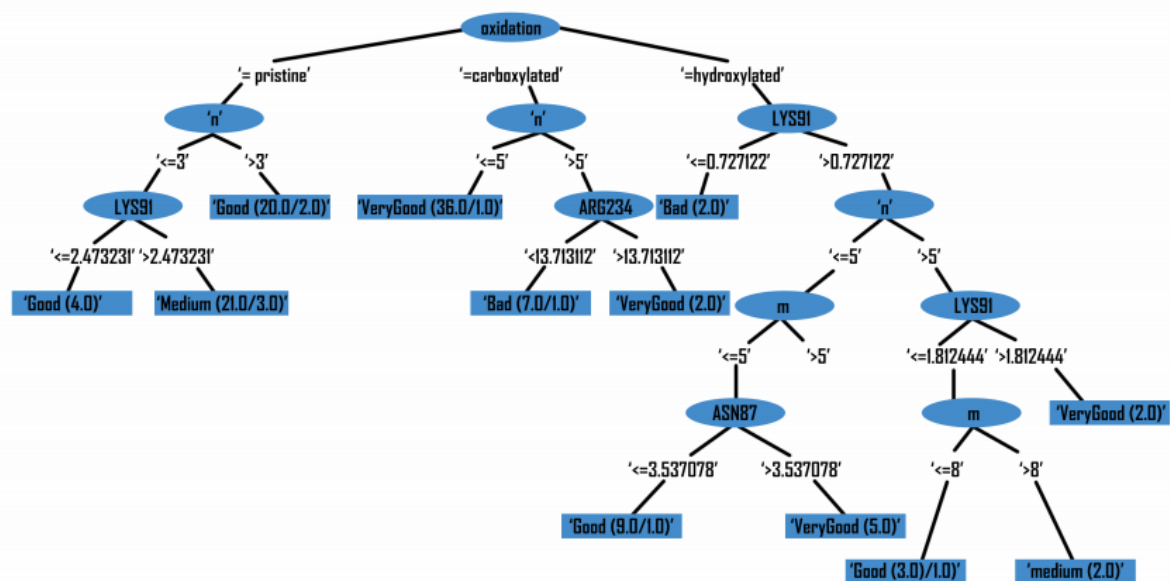 oxidation
'= pristine' '=carboxylated' '=hydroxylated'
'n' 'n' LYS91
'<=3' '>3' '<=5' '>5' '<=0.727122' '>0.727122'
LYS91 'Good (20.0/2.0)' 'VeryGood (36.0/1.0)' ARG234 'Bad (2.0)' 'n'
'<=2.473231' '>2.473231' '<13.713112' '>13.713112' '<=5' '>5'
'Good (4.0)' 'Medium (21.0/3.0)' 'Bad (7.0/1.0)' 'VeryGood (2.0)' m LYS91
'<=5' '>5' '<=1.812444' '>1.812444'
ASN87 m 'VeryGood (2.0)'
'<=3.537078' '>3.537078' '<=8' '>8'
'Good (9.0/1.0)' 'VeryGood (5.0)'
'Good (3.0)/1.0)' 'medium (2.0)'